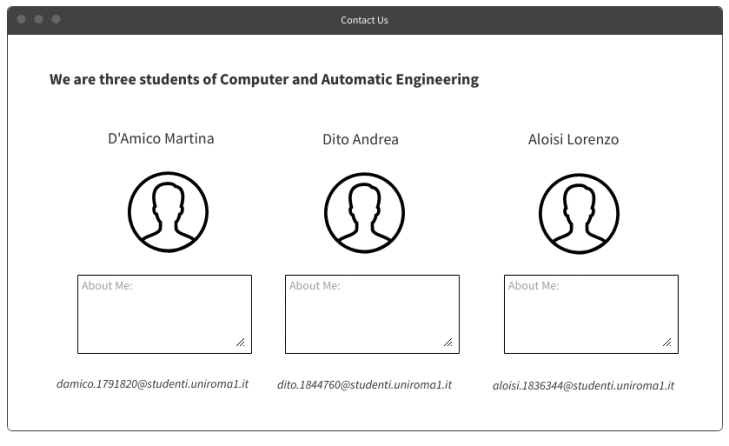 Contact Us
We are three students of Computer and Automatic Engineering
D'Amico Martina
Dito Andrea
Aloisi Lorenzo
About Me:
About Me:
About Me:
damico.1791820@studenti.uniroma1.it
dito.1844760@studenti.uniroma1.it
aloisi.1836344@studenti.uniroma1.it